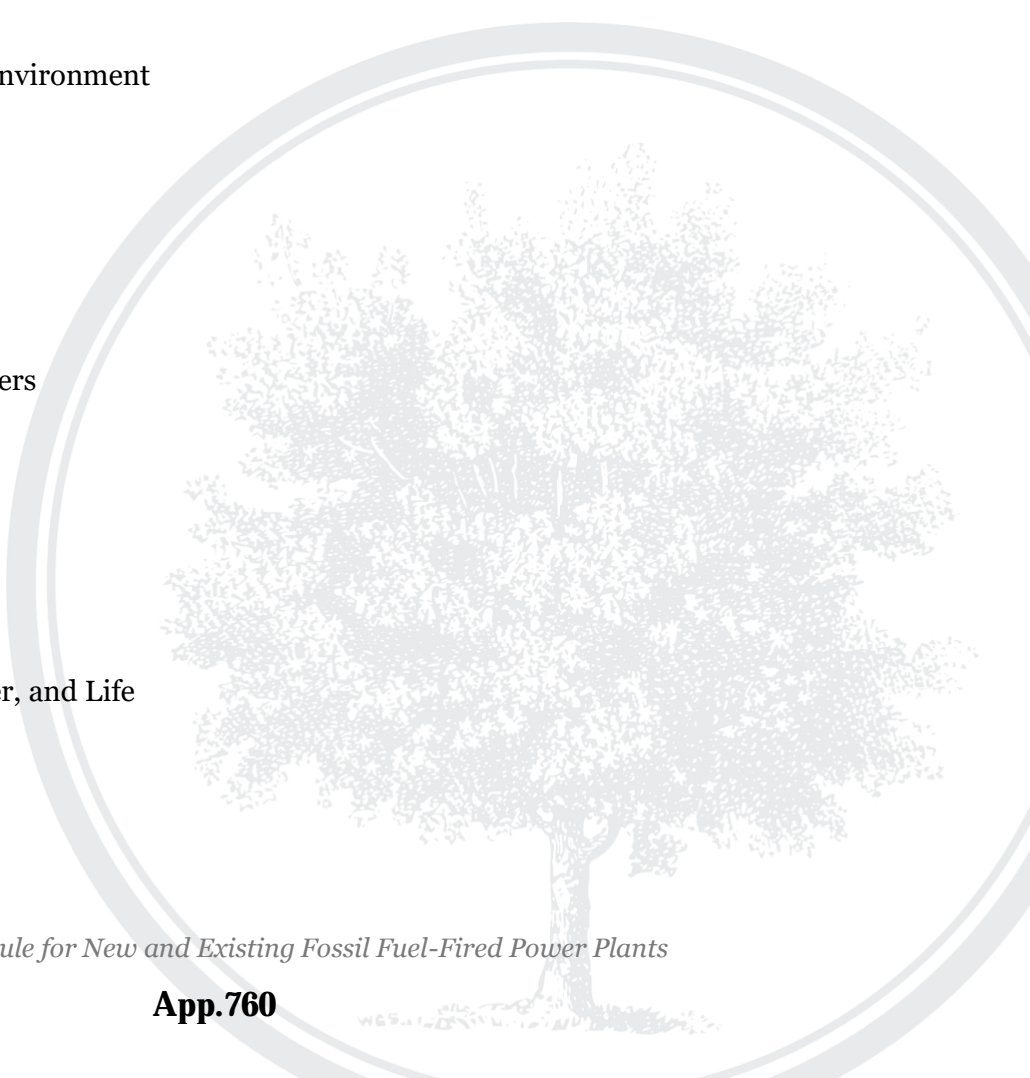 nvironment
ers
r, and Life
ule for New and Existing Fossil Fuel-Fired Power Plants
App.760